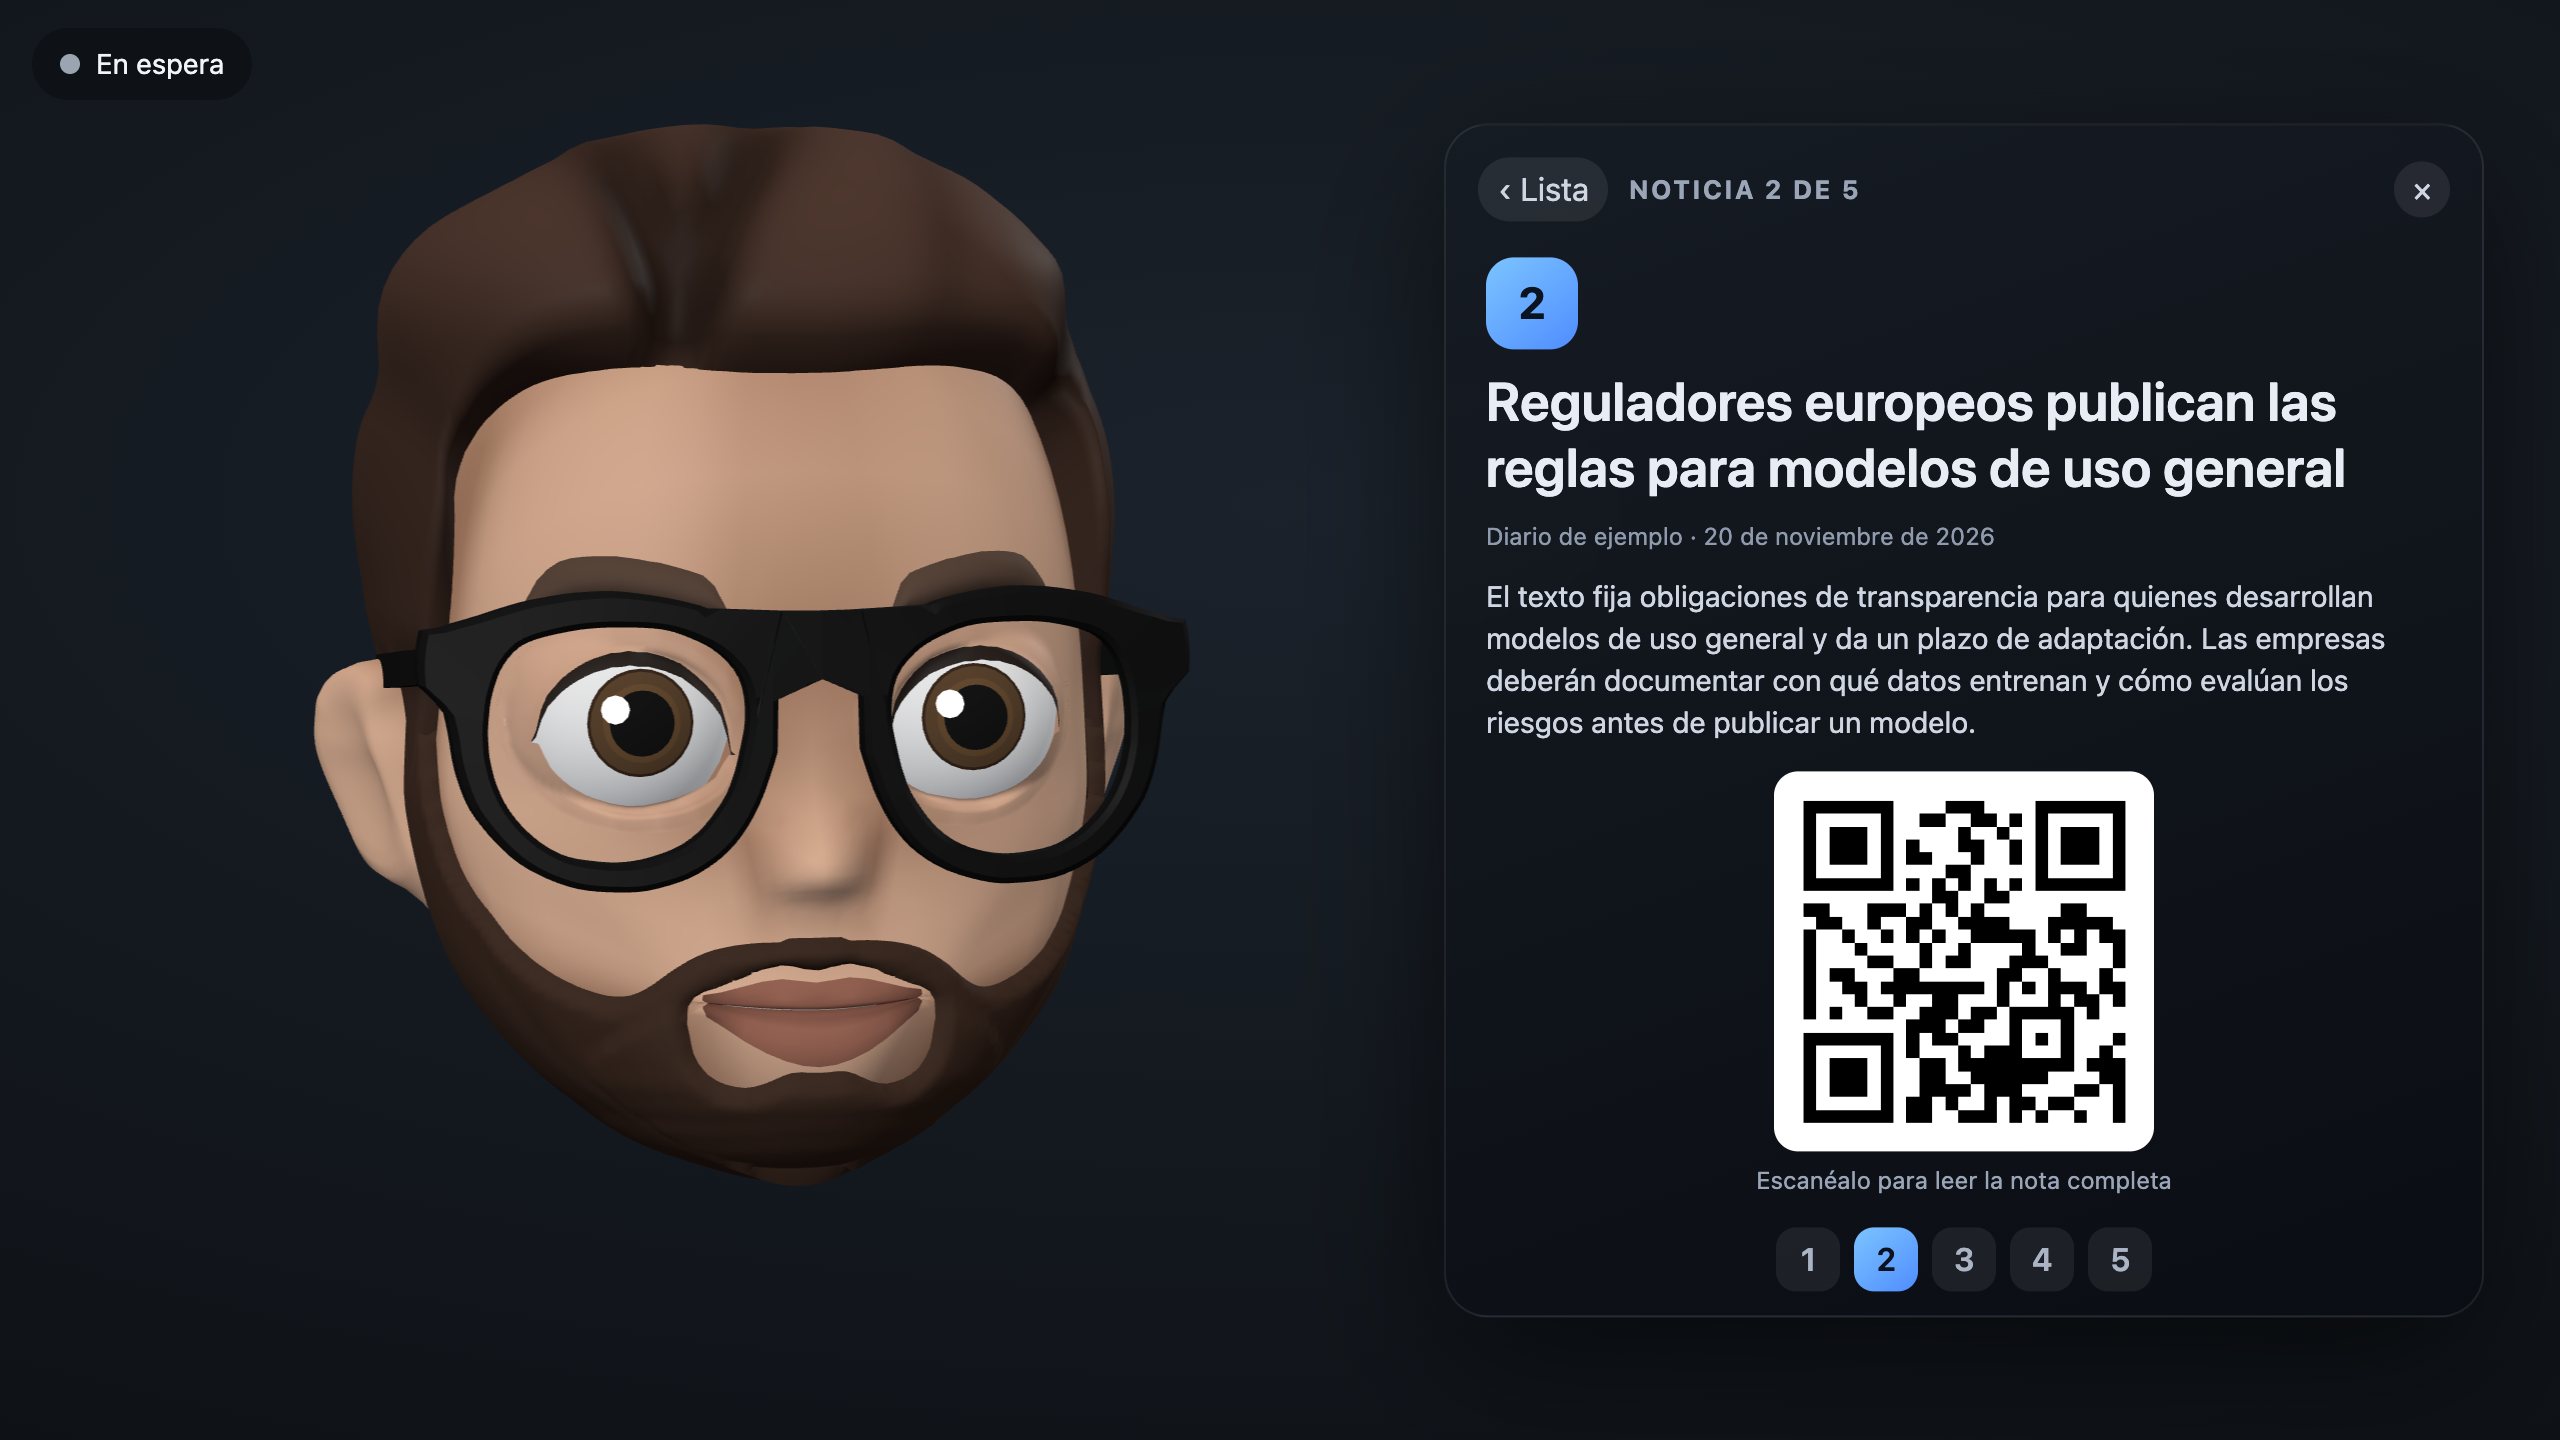 En espera
‹ Lista
NOTICIA 2 DE 5
×
2
Reguladores europeos publican las
reglas para modelos de uso general
Diario de ejemplo · 20 de noviembre de 2026
El texto fija obligaciones de transparencia para quienes desarrollan
modelos de uso general y da un plazo de adaptación. Las empresas
deberán documentar con qué datos entrenan y cómo evalúan los
riesgos antes de publicar un modelo.
Escanéalo para leer la nota completa
1 2 3 4 5